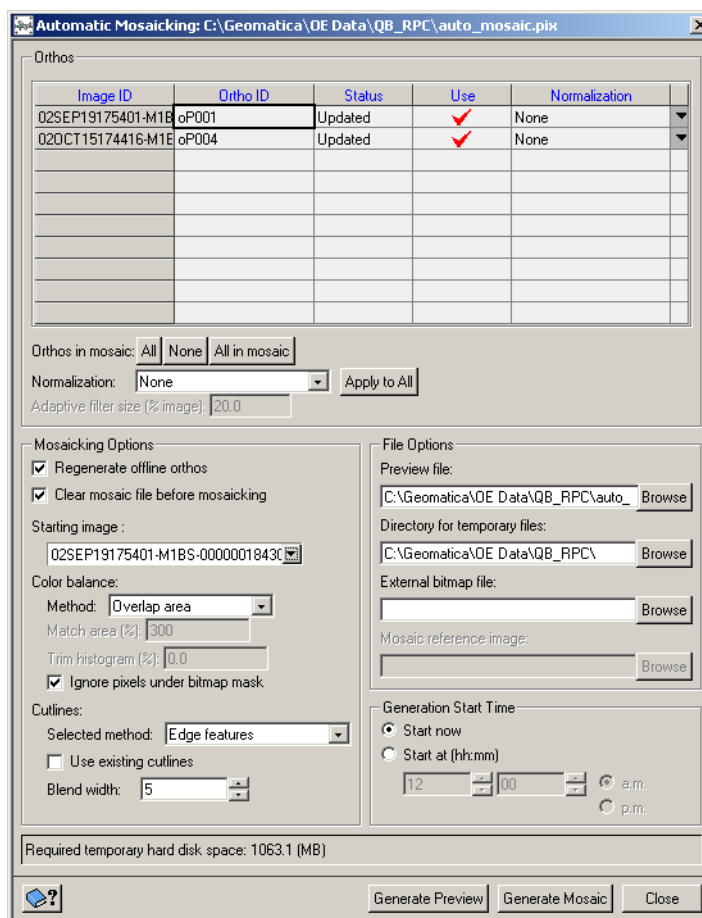 Automatic Mosaicking: C:\Geomatica\OE Data\QB_RPC\auto_mosaic.pix
Orthos
Image ID Ortho ID Status Use Normalization
02SEP19175401-M1B oP001 Updated None
02OCT15174416-M1E oP004 Updated None
Orthos in mosaic: All None All in mosaic
Normalization: None Apply to All
Adaptive filter size (% image): 20.0
Mosaicking Options
Regenerate offline orthos
Clear mosaic file before mosaicking
Starting image :
02SEP19175401-M1BS-00000018430
Color balance:
Method: Overlap area
Match area (%): 300
Trim histogram (%): 0.0
Ignore pixels under bitmap mask
Cutlines:
Selected method: Edge features
Use existing cutlines
Blend width: 5
File Options
Preview file:
C:\Geomatica\OE Data\QB_RPC\auto_ Browse
Directory for temporary files:
C:\Geomatica\OE Data\QB_RPC\ Browse
External bitmap file:
Browse
Mosaic reference image:
Browse
Generation Start Time
Start now
Start at (hh:mm)
12 00 a.m.
p.m.
Required temporary hard disk space: 1063.1 (MB)
? Generate Preview Generate Mosaic Close